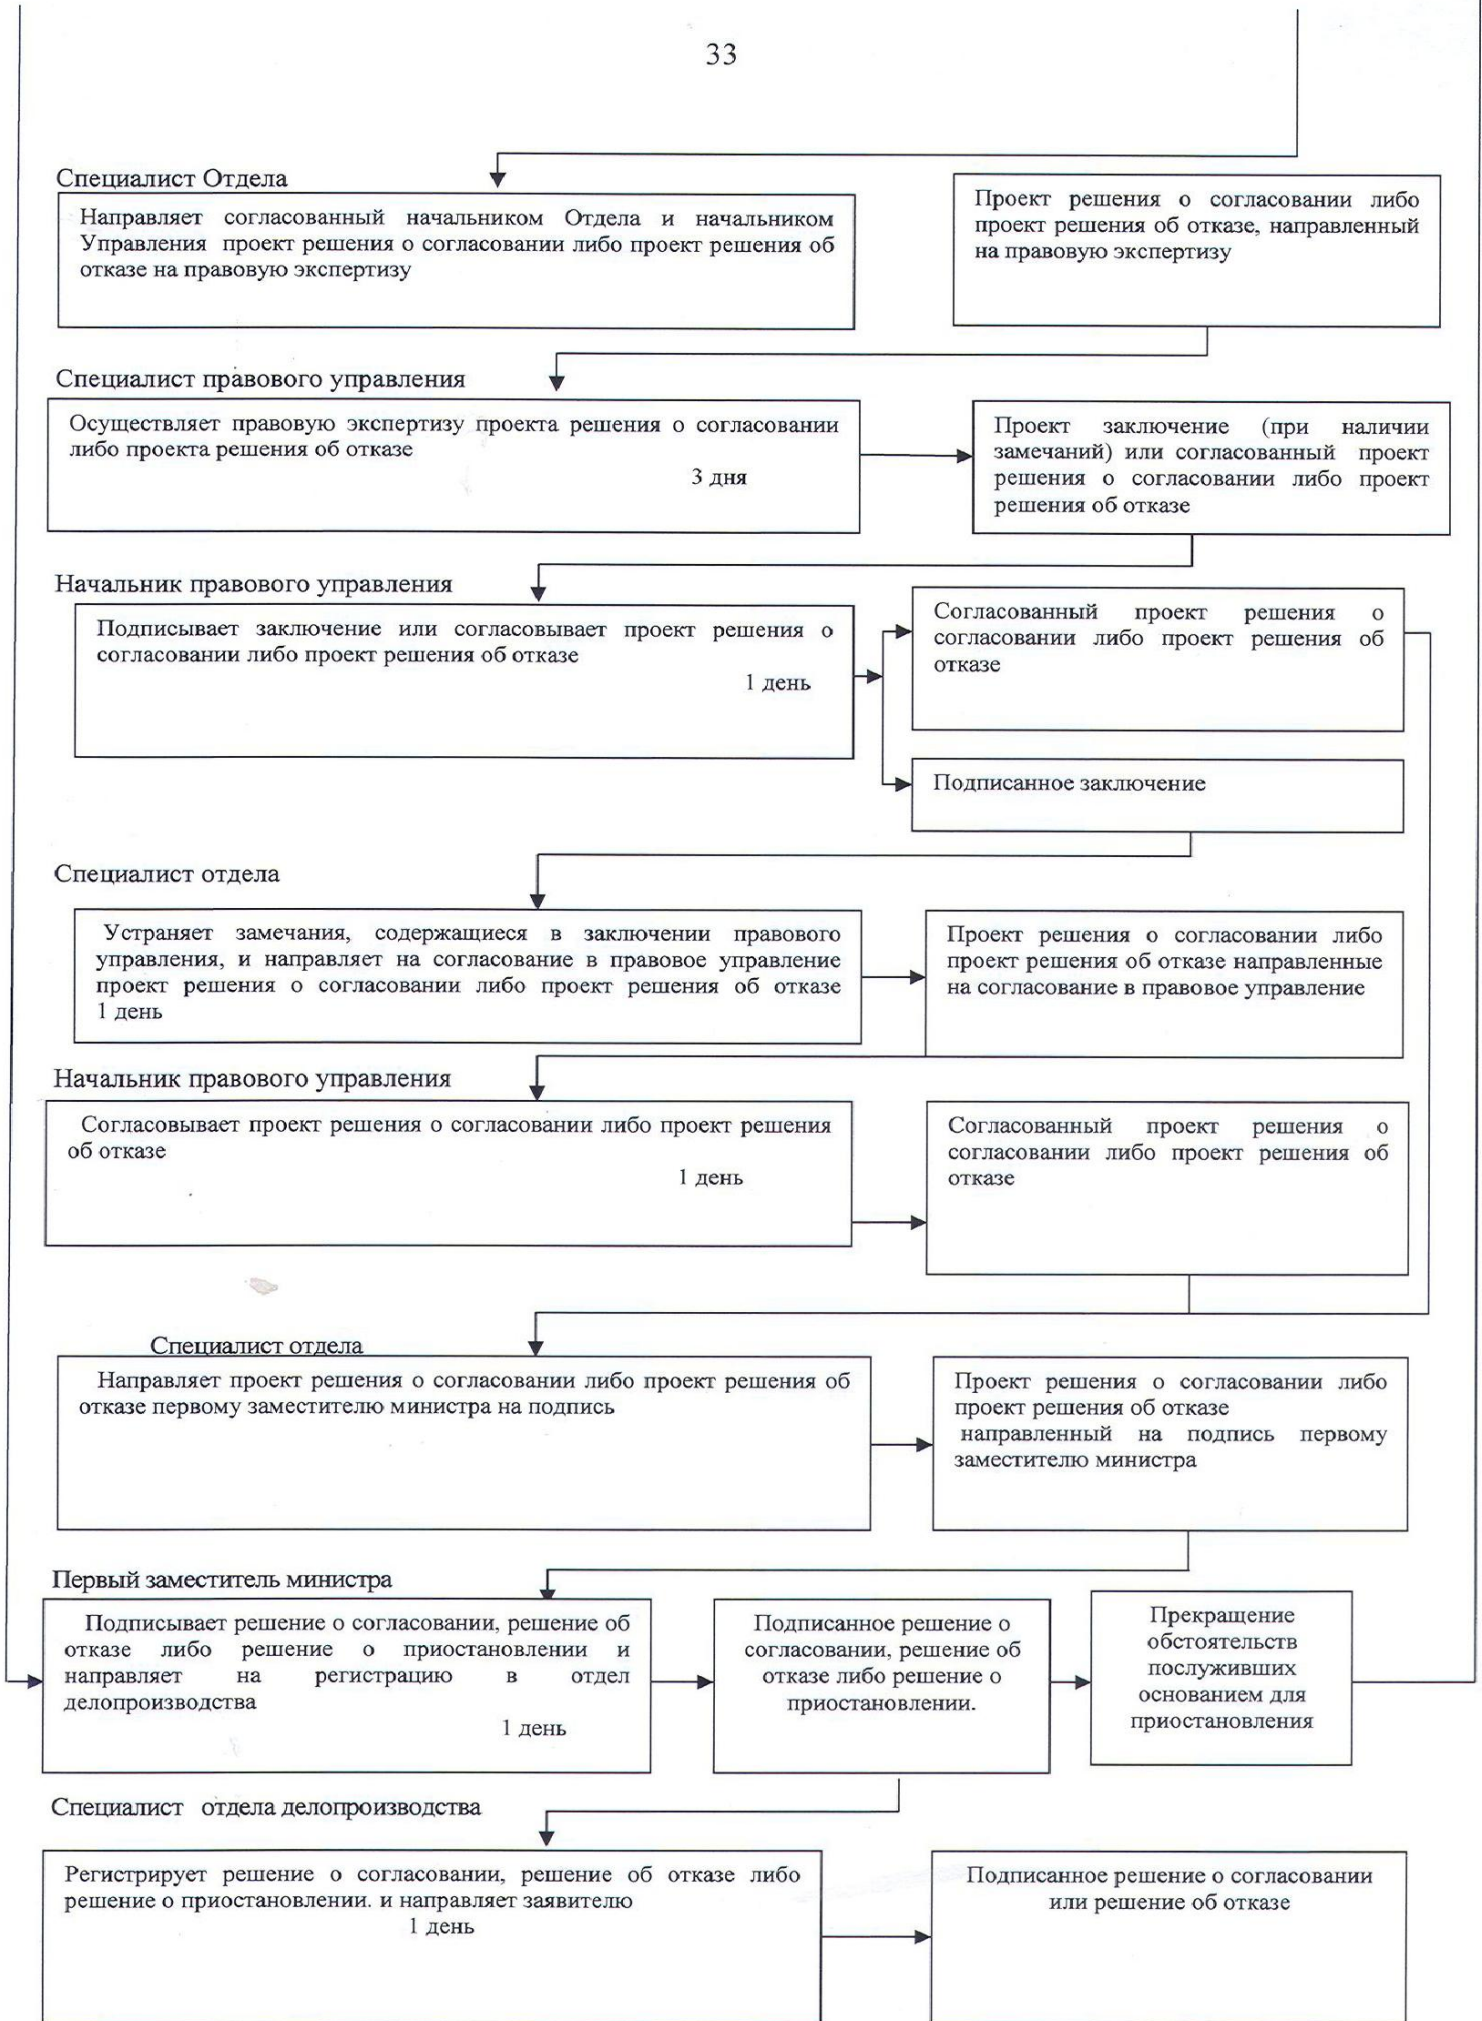 33
Специалист Отдела
Направляет согласованный начальником Отдела и начальником
Управления проект решения о согласовании либо проект решения об
отказе на правовую экспертизу
Проект решения о согласовании либо
проект решения об отказе, направленный
на правовую экспертизу
Специалист правового управления
Осуществляет правовую экспертизу проекта решения о согласовании
либо проекта решения об отказе
3 дня
Проект заключение (при наличии
замечаний) или согласованный проект
решения о согласовании либо проект
решения об отказе
Начальник правового управления
Подписывает заключение или согласовывает проект решения о
согласовании либо проект решения об отказе
1 день
Согласованный проект решения о
согласовании либо проект решения об
отказе
Подписанное заключение
Специалист отдела
Устраняет замечания, содержащиеся в заключении правового
управления, и направляет на согласование в правовое управление
проект решения о согласовании либо проект решения об отказе
1 день
Проект решения о согласовании либо
проект решения об отказе направленные
на согласование в правовое управление
Начальник правового управления
Согласовывает проект решения о согласовании либо проект решения
об отказе
1 день
Согласованный проект решения о
согласовании либо проект решения об
отказе
Специалист отдела
Направляет проект решения о согласовании либо проект решения об
отказе первому заместителю министра на подпись
Проект решения о согласовании либо
проект решения об отказе
направленный на подпись первому
заместителю министра
Первый заместитель министра
Подписывает решение о согласовании, решение об
отказе либо решение о приостановлении и
направляет на регистрацию в отдел
делопроизводства
1 день
Подписанное решение о
согласовании, решение об
отказе либо решение о
приостановлении.
Прекращение
обстоятельств
послуживших
основанием для
приостановления
Специалист отдела делопроизводства
Регистрирует решение о согласовании, решение об отказе либо
решение о приостановлении. и направляет заявителю
1 день
Подписанное решение о согласовании
или решение об отказе